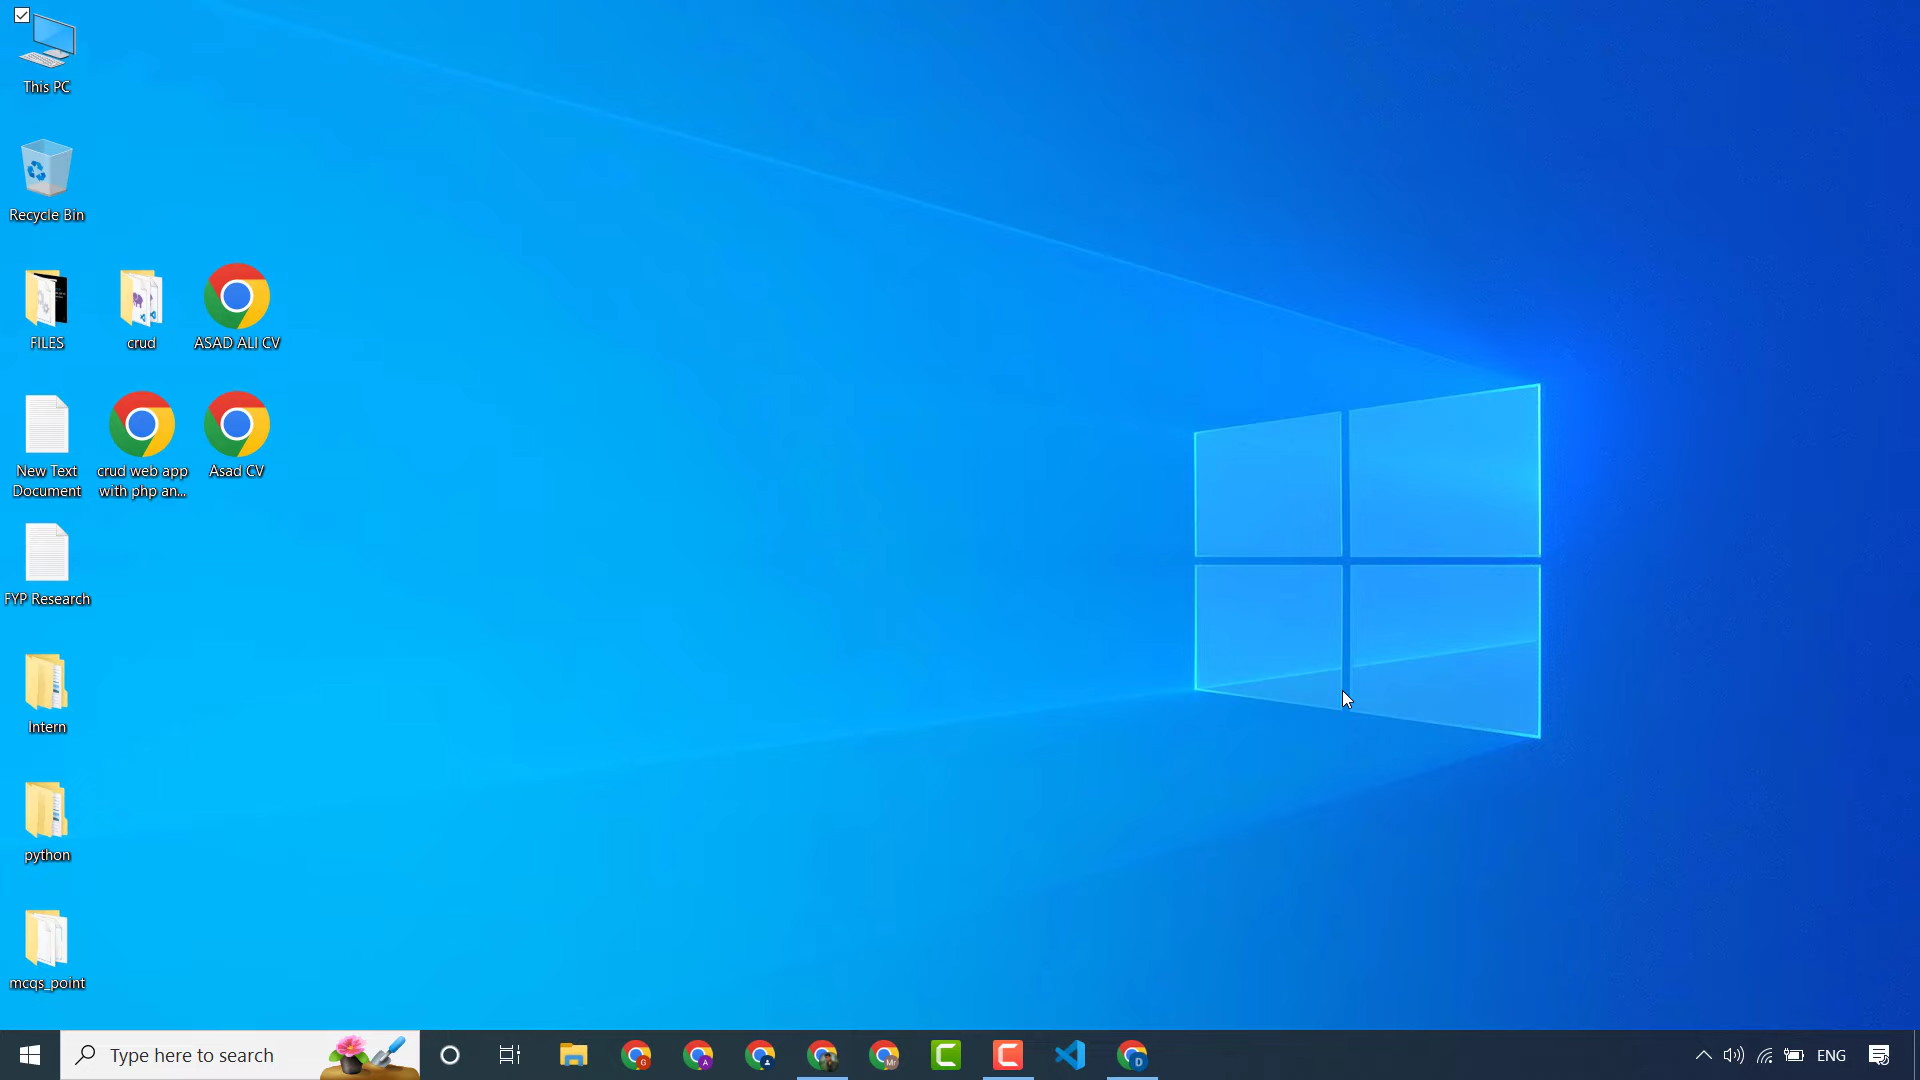 This PC
Recycle Bin
FILES
crud
ASAD ALI CV
New Text
Document
crud web app
with php an...
Asad CV
FYP Research
Intern
python
mcqs_point
Type here to search
G
A
Mr
D
ENG